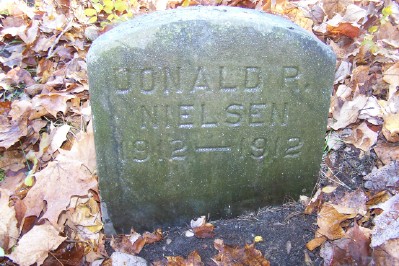 DONALD R.
NIELSEN
1912 — 1912